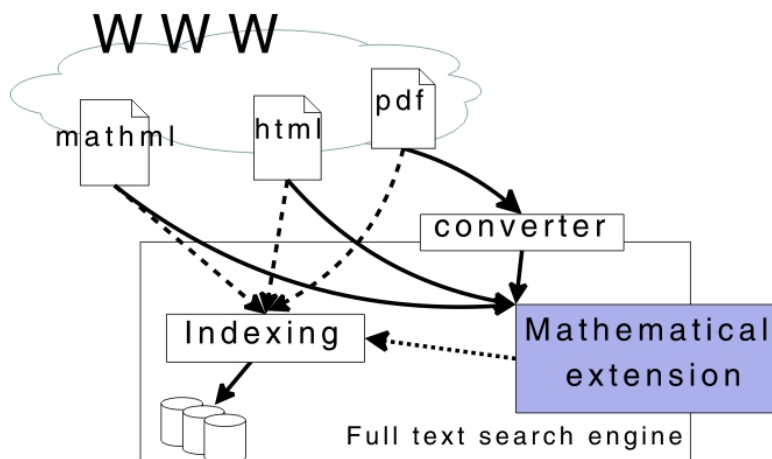 W W W
mathml
html
pdf
converter
Indexing
Mathematical
extension
Full text search engine